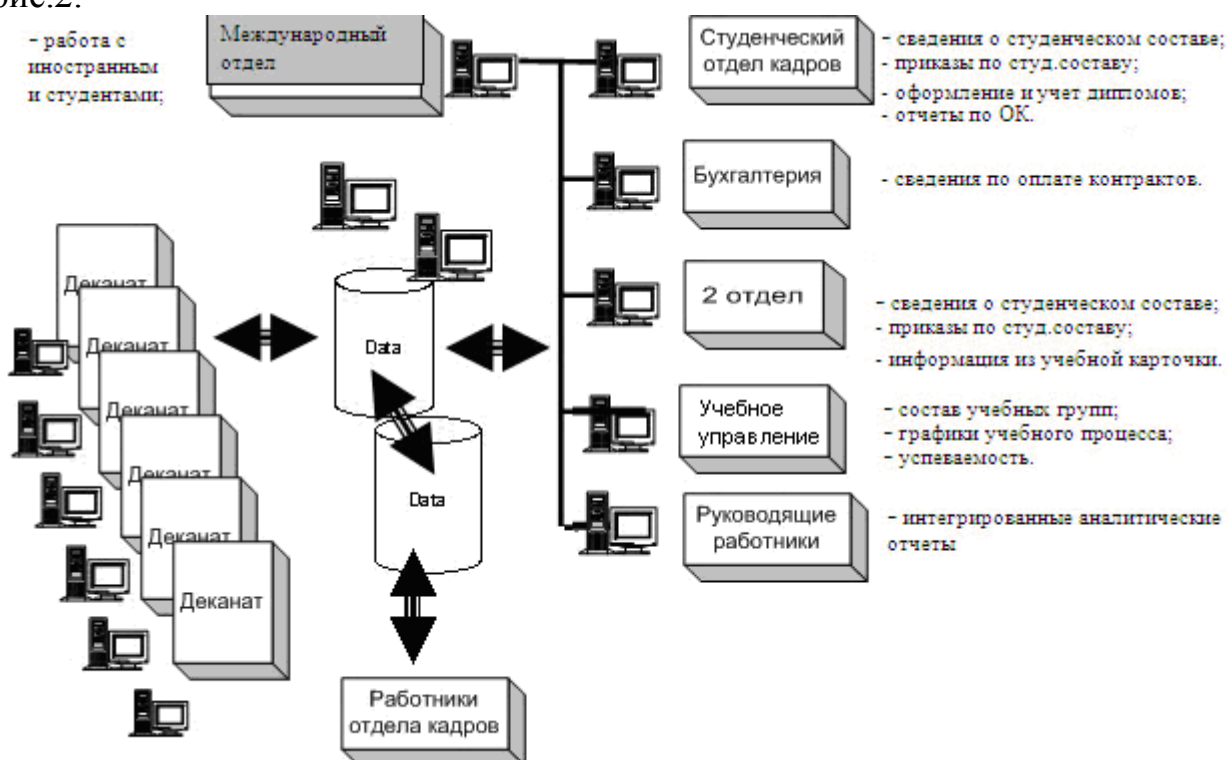 рис.2.
- работа с
иностранным
и студентами;
Международный
отдел
Студенческий
отдел кадров
- сведения о студенческом составе;
- приказы по студ.составу;
- оформление и учет дипломов;
- отчеты по ОК.
Бухгалтерия
- сведения по оплате контрактов.
2 отдел
- сведения о студенческом составе;
- приказы по студ.составу;
- информация из учебной карточки.
Учебное
управление
- состав учебных групп;
- графики учебного процесса;
- успеваемость.
Руководящие
работники
- интегрированные аналитические
отчеты
Деканат
Деканат
Деканат
Деканат
Деканат
Деканат
Data
Data
Работники
отдела кадров